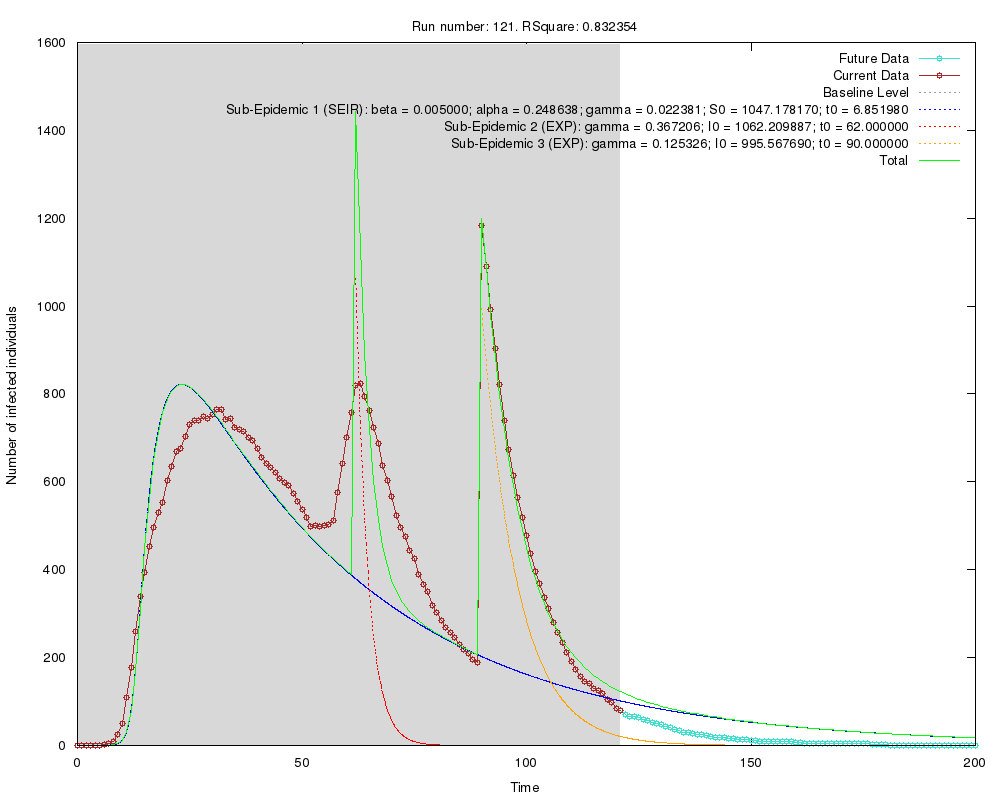 Run number: 121. RSquare: 0.832354
Future Data
Current Data
Baseline Level
Sub-Epidemic 1 (SEIR): beta = 0.005000; alpha = 0.248638; gamma = 0.022381; S0 = 1047.178170; t0 = 6.851980
Sub-Epidemic 2 (EXP): gamma = 0.367206; I0 = 1062.209887; t0 = 62.000000
Sub-Epidemic 3 (EXP): gamma = 0.125326; I0 = 995.567690; t0 = 90.000000
Total
Number of infected individuals
1600
1400
1200
1000
800
600
400
200
0
0 50 100 150 200
Time